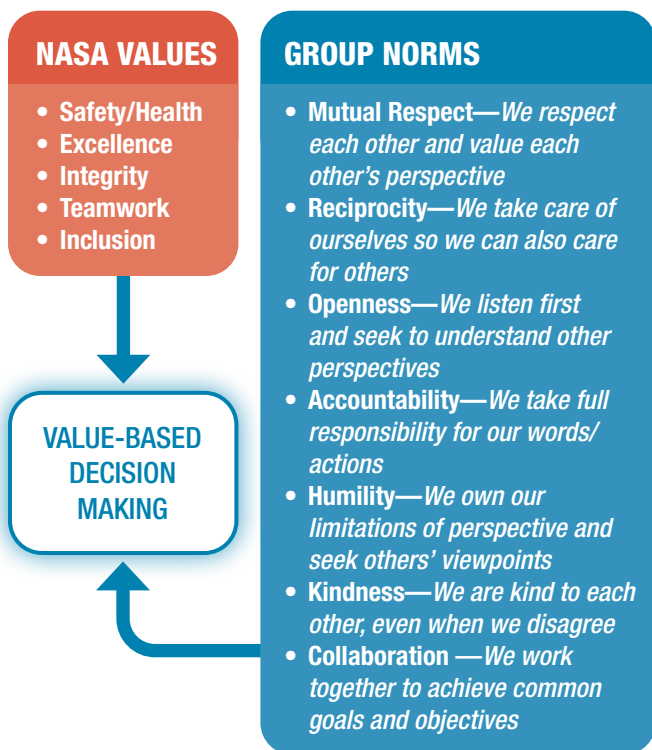 NASA VALUES
• Safety/Health
• Excellence
• Integrity
• Teamwork
• Inclusion
VALUE-BASED
DECISION
MAKING
GROUP NORMS
• Mutual Respect—We respect
each other and value each
other’s perspective
• Reciprocity—We take care of
ourselves so we can also care
for others
• Openness—We listen first
and seek to understand other
perspectives
• Accountability—We take full
responsibility for our words/
actions
• Humility—We own our
limitations of perspective and
seek others’ viewpoints
• Kindness—We are kind to each
other, even when we disagree
• Collaboration —We work
together to achieve common
goals and objectives